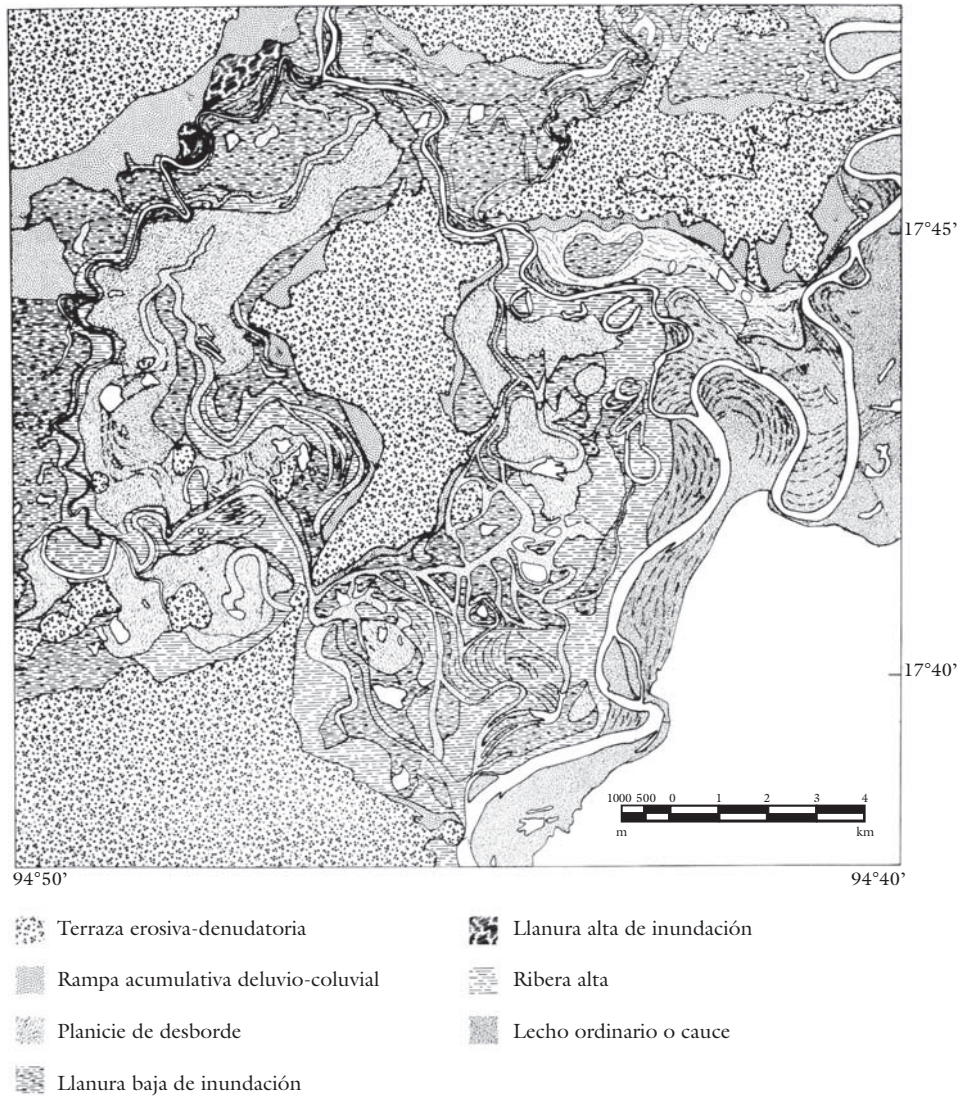 17°45’
17°40’
1000 500 0 1 2 3 4
m km
94°50’ 94°40’
Terraza erosiva-denudatoria
Rampa acumulativa deluvio-coluvial
Planicie de desborde
Llanura baja de inundación
Llanura alta de inundación
Ribera alta
Lecho ordinario o cauce